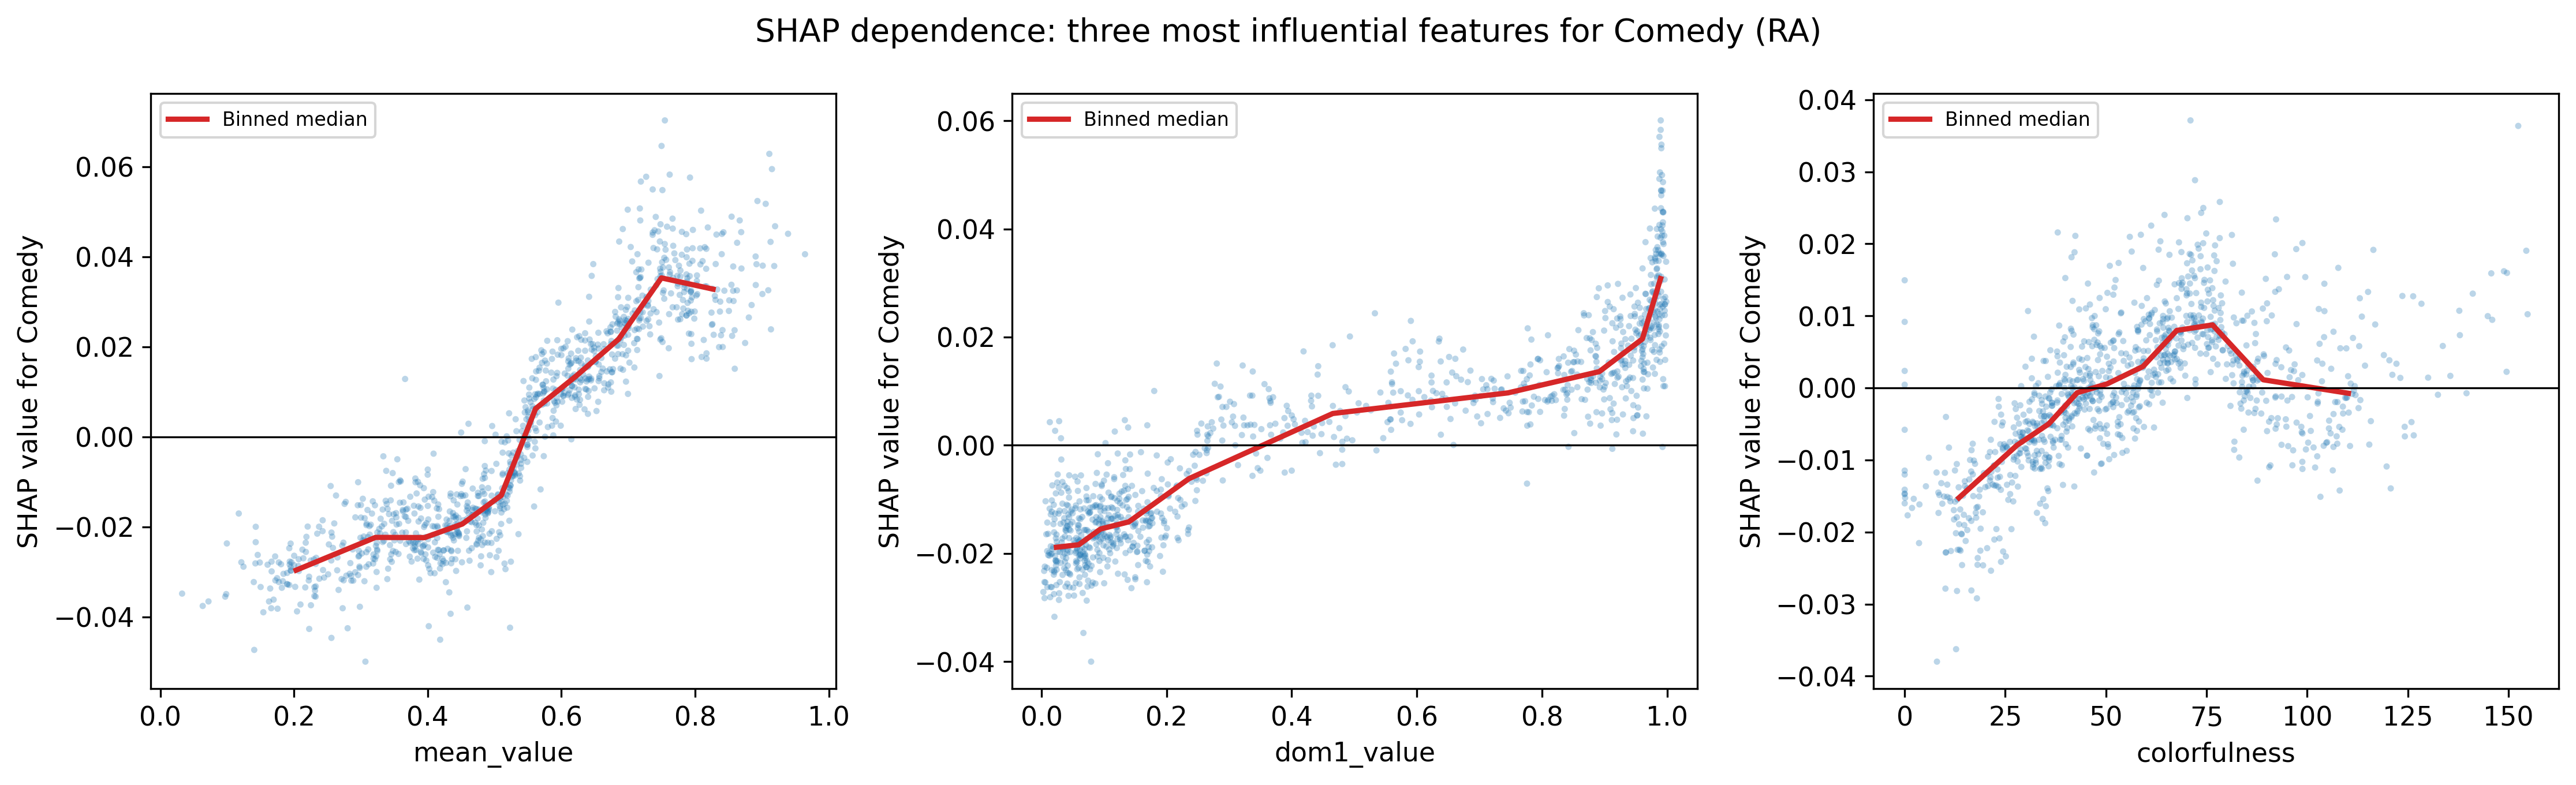 SHAP dependence: three most influential features for Comedy (RA)
Binned median
SHAP value for Comedy
0.06
0.04
0.02
0.00
−0.02
−0.04
0.0 0.2 0.4 0.6 0.8 1.0
mean_value
Binned median
SHAP value for Comedy
0.06
0.04
0.02
0.00
−0.02
−0.04
0.0 0.2 0.4 0.6 0.8 1.0
dom1_value
Binned median
SHAP value for Comedy
0.04
0.03
0.02
0.01
0.00
−0.01
−0.02
−0.03
−0.04
0 25 50 75 100 125 150
colorfulness